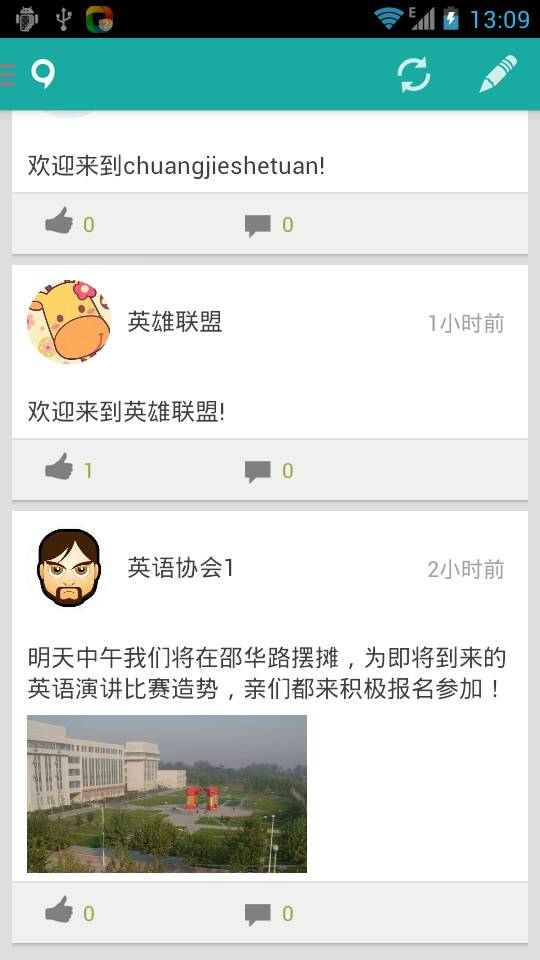 E
13:09
欢迎来到chuangjieshetuan!
0
0
英雄联盟
1小时前
欢迎来到英雄联盟!
1
0
英语协会1
2小时前
明天中午我们将在邵华路摆摊，为即将到来的
英语演讲比赛造势，亲们都来积极报名参加！
0
0